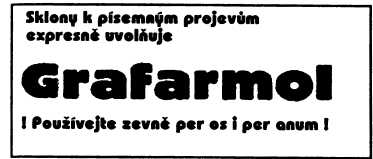 Sklony k písemným projevům
expresně uvolňuje
Grafarmol
! Používejte zevně per os i per anum !